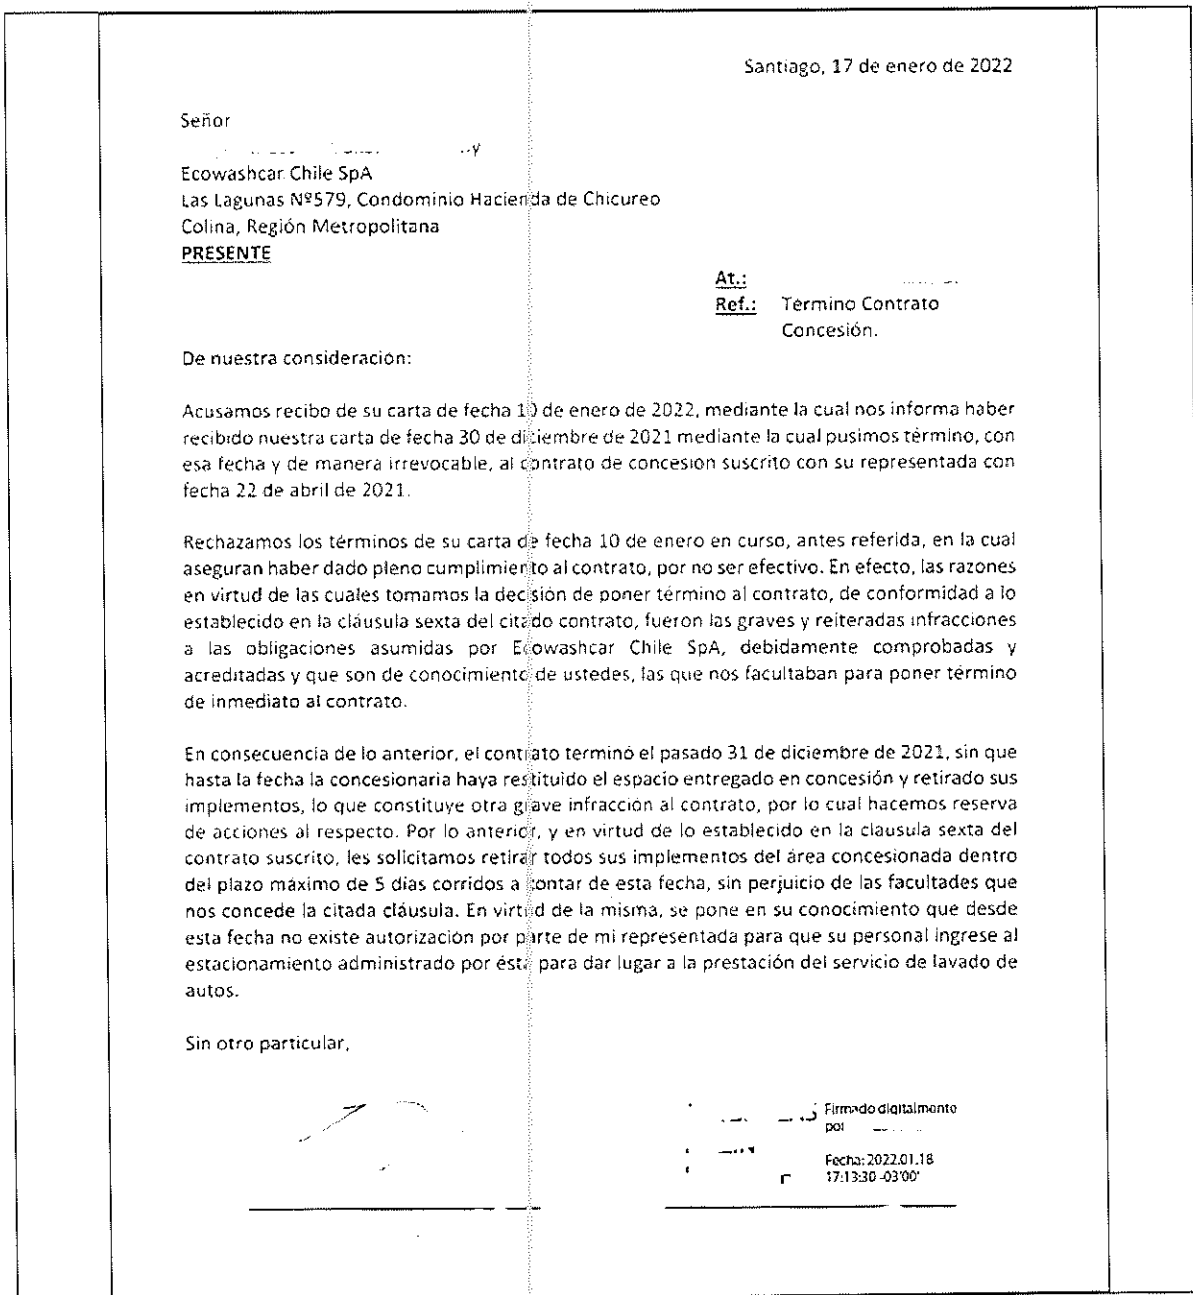 Santiago, 17 de enero de 2022
Señor
Ecowashcar Chile SpA
Las Lagunas Nº579, Condominio Hacienda de Chicureo
Colina, Región Metropolitana
PRESENTE
At.:
Ref.: Término Contrato
Concesión.
De nuestra consideración:
Acusamos recibo de su carta de fecha 10 de enero de 2022, mediante la cual nos informa haber
recibido nuestra carta de fecha 30 de diciembre de 2021 mediante la cual pusimos término, con
esa fecha y de manera irrevocable, al contrato de concesión suscrito con su representada con
fecha 22 de abril de 2021.
Rechazamos los términos de su carta de fecha 10 de enero en curso, antes referida, en la cual
aseguran haber dado pleno cumplimiento al contrato, por no ser efectivo. En efecto, las razones
en virtud de las cuales tomamos la decisión de poner término al contrato, de conformidad a lo
establecido en la cláusula sexta del citado contrato, fueron las graves y reiteradas infracciones
a las obligaciones asumidas por Ecowashcar Chile SpA, debidamente comprobadas y
acreditadas y que son de conocimiento de ustedes, las que nos facultaban para poner término
de inmediato al contrato.
En consecuencia de lo anterior, el contrato terminó el pasado 31 de diciembre de 2021, sin que
hasta la fecha la concesionaria haya restituido el espacio entregado en concesión y retirado sus
implementos, lo que constituye otra grave infracción al contrato, por lo cual hacemos reserva
de acciones al respecto. Por lo anterior, y en virtud de lo establecido en la clausula sexta del
contrato suscrito, les solicitamos retirar todos sus implementos del área concesionada dentro
del plazo máximo de 5 días corridos a contar de esta fecha, sin perjuicio de las facultades que
nos concede la citada cláusula. En virtud de la misma, se pone en su conocimiento que desde
esta fecha no existe autorización por parte de mi representada para que su personal ingrese al
estacionamiento administrado por ésta para dar lugar a la prestación del servicio de lavado de
autos.
Sin otro particular,
Firmado digitalmente
por
Fecha: 2022.01.18
17:13:30 -03'00'